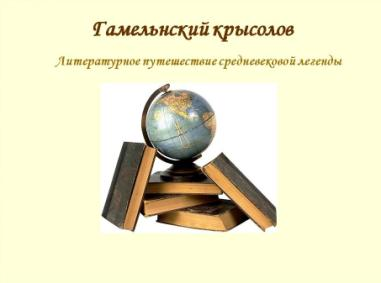 Гамельнский крысолов
Литературное путешествие средневековой легенды